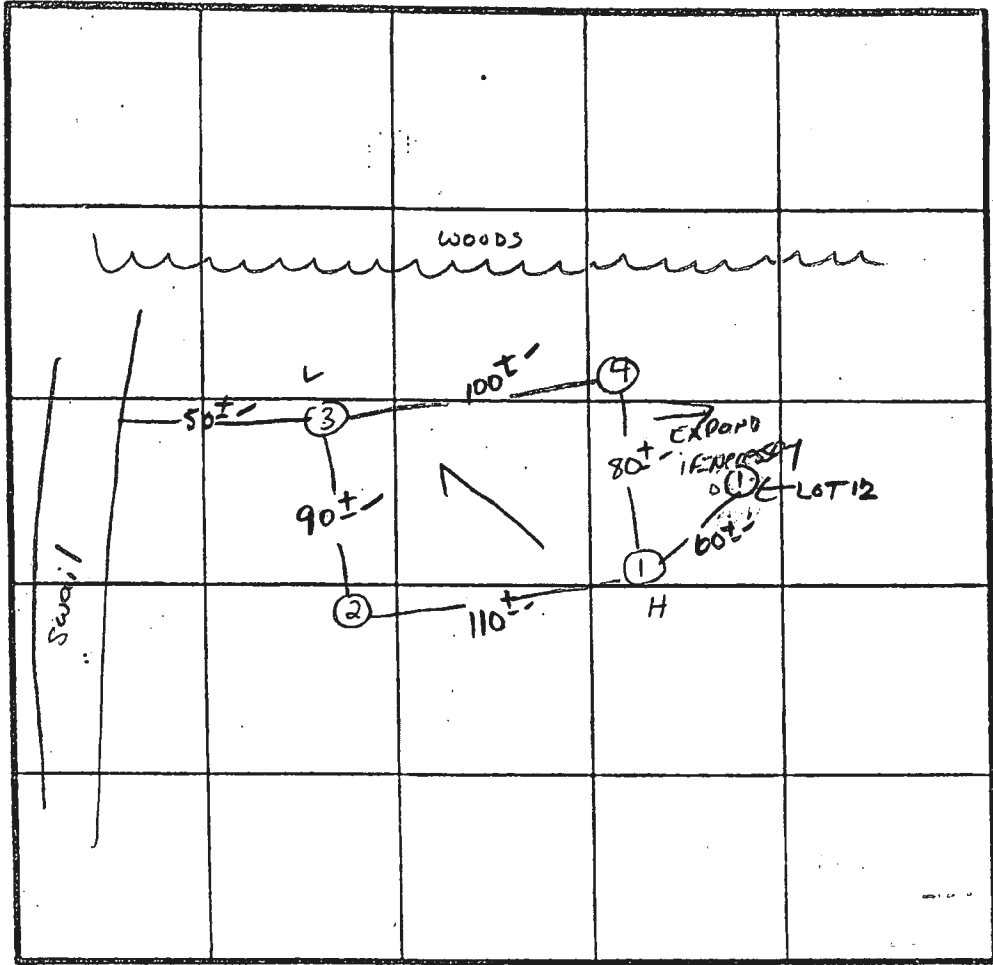 WOODS
L
4
100±'
50±'
3
EXPAND
80±'
IF NECESSARY
1
LOT 12
90±'
60±'
1
H
2
110±'
Swail